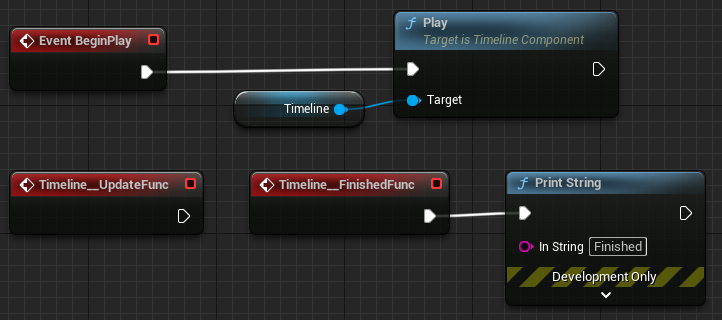 Event BeginPlay
f Play
Target is Timeline Component
Timeline
Target
Timeline__UpdateFunc
Timeline__FinishedFunc
f Print String
In String Finished
Development Only